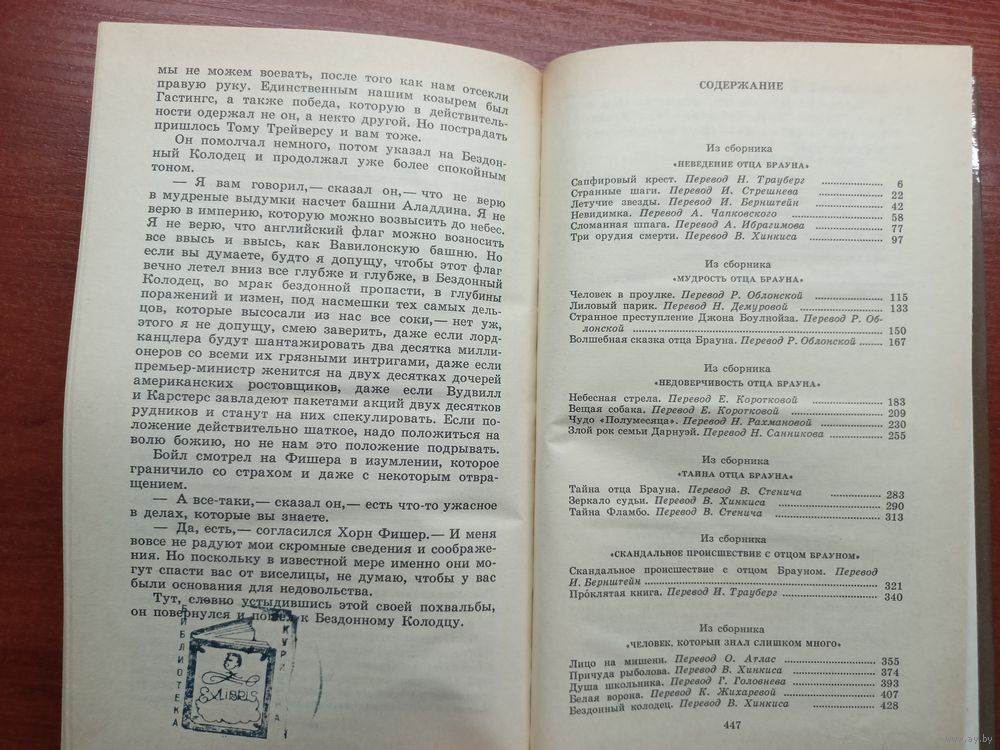 мы не можем воевать, после того как нам отсекли
правую руку. Единственным нашим козырем был
Гастингс, а также победа, которую в действитель-
ности одержал не он, а некто другой. Но пострадать
пришлось Тому Трейверсу и вам тоже.
Он помолчал немного, потом указал на Бездон-
ный Колодец и продолжал уже более спокойным
тоном.
— Я вам говорил,— сказал он,— что не верю
в мудреные выдумки насчет башни Аладдина. Я не
верю в империю, которую можно возвысить до небес.
Я не верю, что английский флаг можно возносить
все ввысь и ввысь, как Вавилонскую башню. Но
если вы думаете, будто я допущу, чтобы этот флаг
вечно летел вниз все глубже и глубже, в Бездонный
Колодец, во мрак бездонной пропасти, в глубины
поражений и измен, под насмешки тех самых дель-
цов, которые высосали из нас все соки,— нет уж,
этого я не допущу, смею заверить, даже если лорд-
канцлера будут шантажировать два десятка милли-
онеров со всеми их грязными интригами, даже если
премьер-министр женится на двух десятках дочерей
американских ростовщиков, даже если Вудвилл
и Карстерс завладеют пакетами акций двух десятков
рудников и станут на них спекулировать. Если по-
ложение действительно шаткое, надо положиться на
волю божию, но не нам это положение подрывать.
Бойл смотрел на Фишера в изумлении, которое
граничило со страхом и даже с некоторым отвра-
щением.
— А все-таки,— сказал он,— есть что-то ужасное
в делах, которые вы знаете.
— Да, есть,— согласился Хорн Фишер.— И меня
вовсе не радуют мои скромные сведения и соображе-
ния. Но поскольку в известной мере именно они мо-
гут спасти вас от виселицы, не думаю, чтобы у вас
были основания для недовольства.
Тут, словно устыдившись этой своей похвальбы,
он повернулся и пошел к Бездонному Колодцу.
БИБЛИОТЕКА
EXLIBRIS
СОДЕРЖАНИЕ
Из сборника
«НЕВЕДЕНИЕ ОТЦА БРАУНА»
Сапфировый крест. Перевод Н. Трауберг 6
Странные шаги. Перевод И. Стрешнева 22
Летучие звезды. Перевод И. Бернштейн 42
Невидимка. Перевод А. Чапковского 58
Сломанная шпага. Перевод А. Ибрагимова 77
Три орудия смерти. Перевод В. Хинкиса 97
Из сборника
«МУДРОСТЬ ОТЦА БРАУНА»
Человек в проулке. Перевод Р. Облонской 115
Лиловый парик. Перевод Н. Демуровой 133
Странное преступление Джона Боулнойза. Перевод Р. Об-
лонской 150
Волшебная сказка отца Брауна. Перевод Р. Облонской 167
Из сборника
«НЕДОВЕРЧИВОСТЬ ОТЦА БРАУНА»
Небесная стрела. Перевод Е. Коротковой 183
Вещая собака. Перевод Е. Коротковой 209
Чудо «Полумесяца». Перевод Н. Рахмановой 230
Злой рок семьи Дарнуэй. Перевод Н. Санникова 255
Из сборника
«ТАЙНА ОТЦА БРАУНА»
Тайна отца Брауна. Перевод В. Стенича 283
Зеркало судьи. Перевод В. Хинкиса 290
Тайна Фламбо. Перевод В. Стенича 313
Из сборника
«СКАНДАЛЬНОЕ ПРОИСШЕСТВИЕ С ОТЦОМ БРАУНОМ»
Скандальное происшествие с отцом Брауном. Перевод
И. Бернштейн 321
Проклятая книга. Перевод Н. Трауберг 340
Из сборника
«ЧЕЛОВЕК, КОТОРЫЙ ЗНАЛ СЛИШКОМ МНОГО»
Лицо на мишени. Перевод О. Атлас 355
Причуда рыболова. Перевод В. Хинкиса 374
Душа школьника. Перевод Г. Головнева 393
Белая ворона. Перевод К. Жихаревой 407
Бездонный колодец. Перевод В. Хинкиса 428
447
www.ay.by